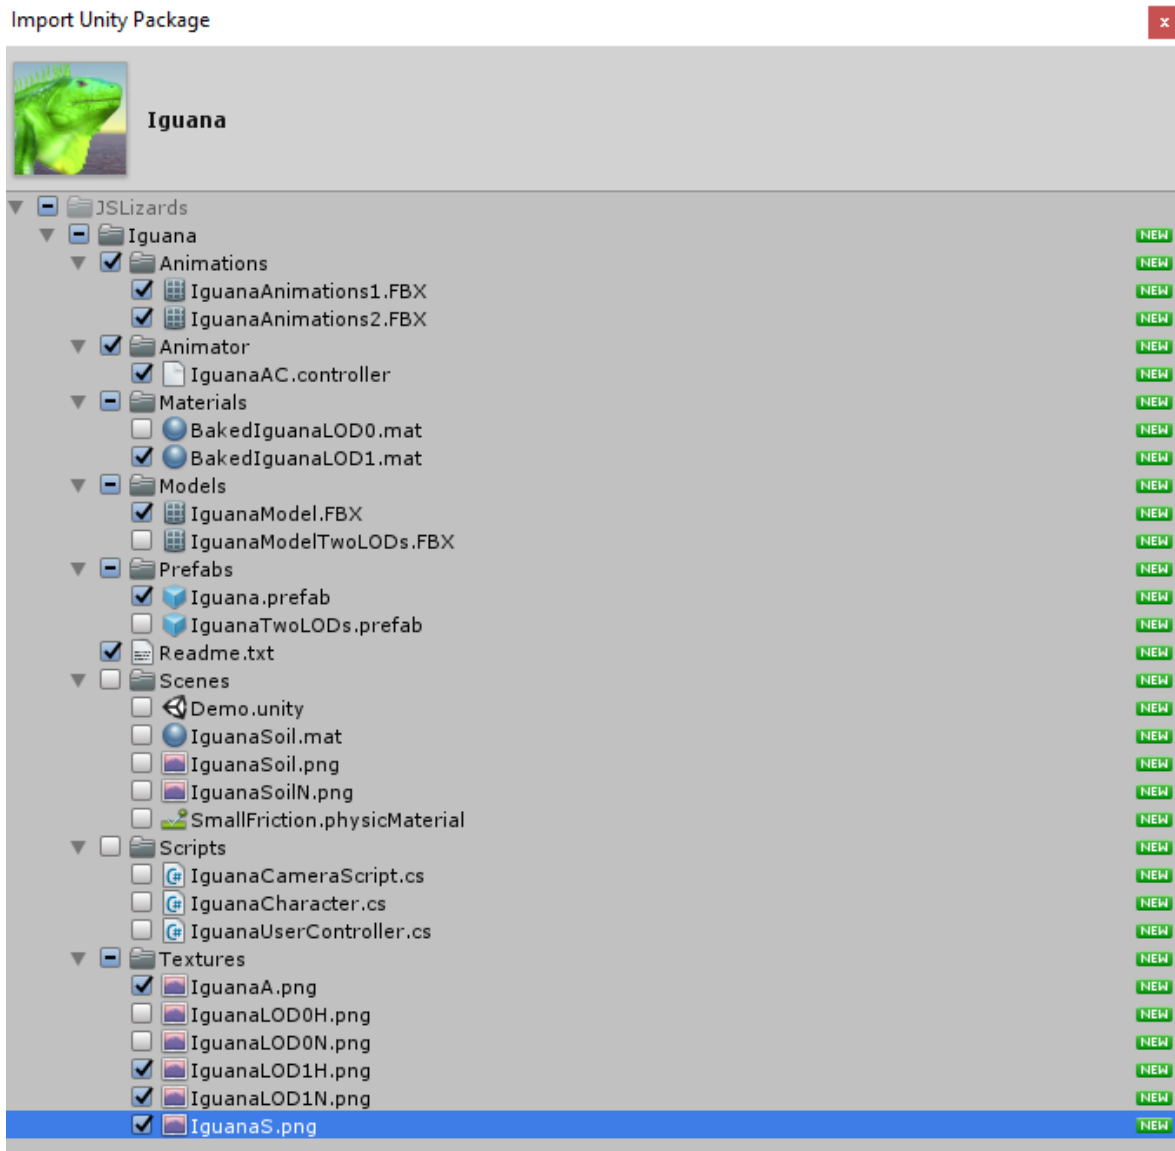 Import Unity Package
x
Iguana
JSLizards
Iguana NEW
Animations NEW
IguanaAnimations1.FBX NEW
IguanaAnimations2.FBX NEW
Animator NEW
IguanaAC.controller NEW
Materials NEW
BakedIguanaLOD0.mat NEW
BakedIguanaLOD1.mat NEW
Models NEW
IguanaModel.FBX NEW
IguanaModelTwoLODs.FBX NEW
Prefabs NEW
Iguana.prefab NEW
IguanaTwoLODs.prefab NEW
Readme.txt NEW
Scenes NEW
Demo.unity NEW
IguanaSoil.mat NEW
IguanaSoil.png NEW
IguanaSoilN.png NEW
SmallFriction.physicMaterial NEW
Scripts NEW
IguanaCameraScript.cs NEW
IguanaCharacter.cs NEW
IguanaUserController.cs NEW
Textures NEW
IguanaA.png NEW
IguanaLOD0H.png NEW
IguanaLOD0N.png NEW
IguanaLOD1H.png NEW
IguanaLOD1N.png NEW
IguanaS.png NEW